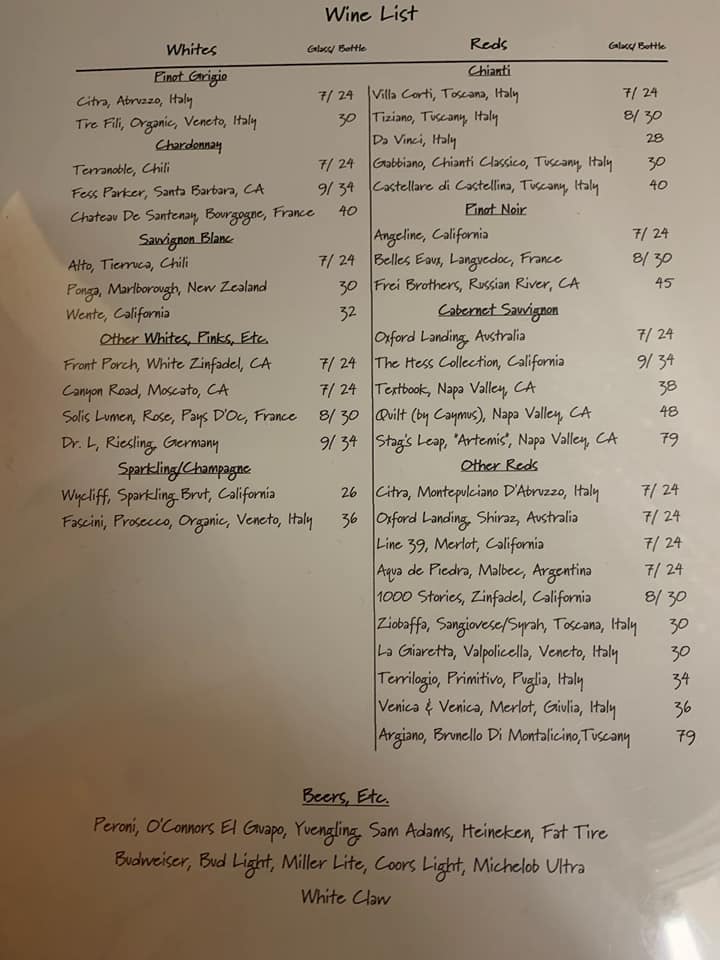 Wine List
Whites Glass/ Bottle
Pinot Grigio
Citra, Abruzzo, Italy 7/ 24
Tre Fili, Organic, Veneto, Italy 30
Chardonnay
Terranoble, Chili 7/ 24
Fess Parker, Santa Barbara, CA 9/ 34
Chateau De Santenay, Bourgogne, France 40
Sauvignon Blanc
Alto, Tierruca, Chili 7/ 24
Ponga, Marlborough, New Zealand 30
Wente, California 32
Other Whites, Pinks, Etc.
Front Porch, White Zinfadel, CA 7/ 24
Canyon Road, Moscato, CA 7/ 24
Solis Lumen, Rose, Pays D'Oc, France 8/ 30
Dr. L, Riesling, Germany 9/ 34
Sparkling/Champagne
Wycliff, Sparkling Brut, California 26
Fascini, Prosecco, Organic, Veneto, Italy 36
Reds Glass/ Bottle
Chianti
Villa Corti, Toscana, Italy 7/ 24
Tiziano, Tuscany, Italy 8/ 30
Da Vinci, Italy 28
Gabbiano, Chianti Classico, Tuscany, Italy 30
Castellare di Castellina, Tuscany, Italy 40
Pinot Noir
Angeline, California 7/ 24
Belles Eaux, Langvedoc, France 8/ 30
Frei Brothers, Russian River, CA 45
Cabernet Sauvignon
Oxford Landing, Australia 7/ 24
The Hess Collection, California 9/ 34
Textbook, Napa Valley, CA 38
Quilt (by Caymus), Napa Valley, CA 48
Stag's Leap, "Artemis", Napa Valley, CA 79
Other Reds
Citra, Montepulciano D'Abruzzo, Italy 7/ 24
Oxford Landing, Shiraz, Australia 7/ 24
Line 39, Merlot, California 7/ 24
Aqua de Piedra, Malbec, Argentina 7/ 24
1000 Stories, Zinfadel, California 8/ 30
Ziobaffa, Sangiovese/Syrah, Toscana, Italy 30
La Giaretta, Valpolicella, Veneto, Italy 30
Terrilogio, Primitivo, Puglia, Italy 34
Venica & Venica, Merlot, Giulia, Italy 36
Argiano, Brunello Di Montalicino,Tuscany 79
Beers, Etc.
Peroni, O'Connors El Guapo, Yuengling, Sam Adams, Heineken, Fat Tire
Budweiser, Bud Light, Miller Lite, Coors Light, Michelob Ultra
White Claw